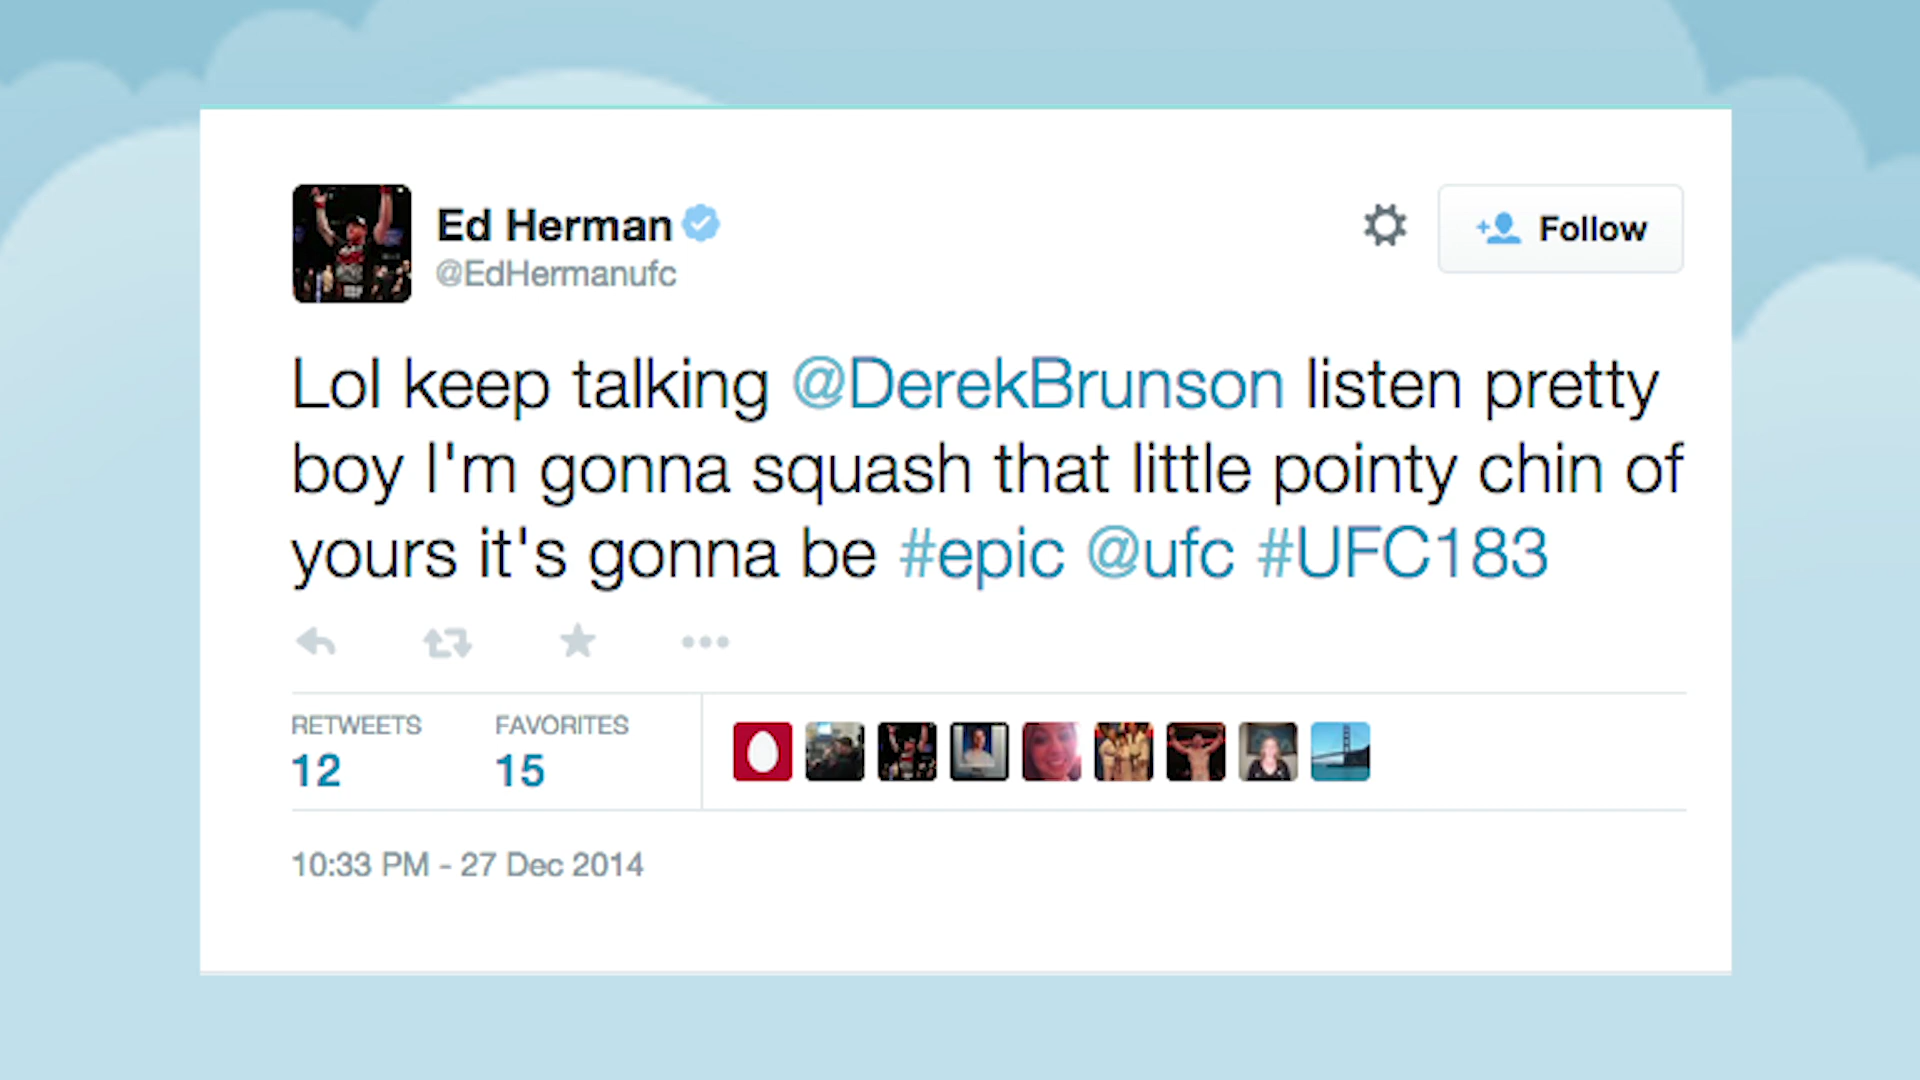 Ed Herman
@EdHermanufc
Follow
Lol keep talking @DerekBrunson listen pretty
boy I'm gonna squash that little pointy chin of
yours it's gonna be #epic @ufc #UFC183
RETWEETS FAVORITES
12 15
10:33 PM - 27 Dec 2014